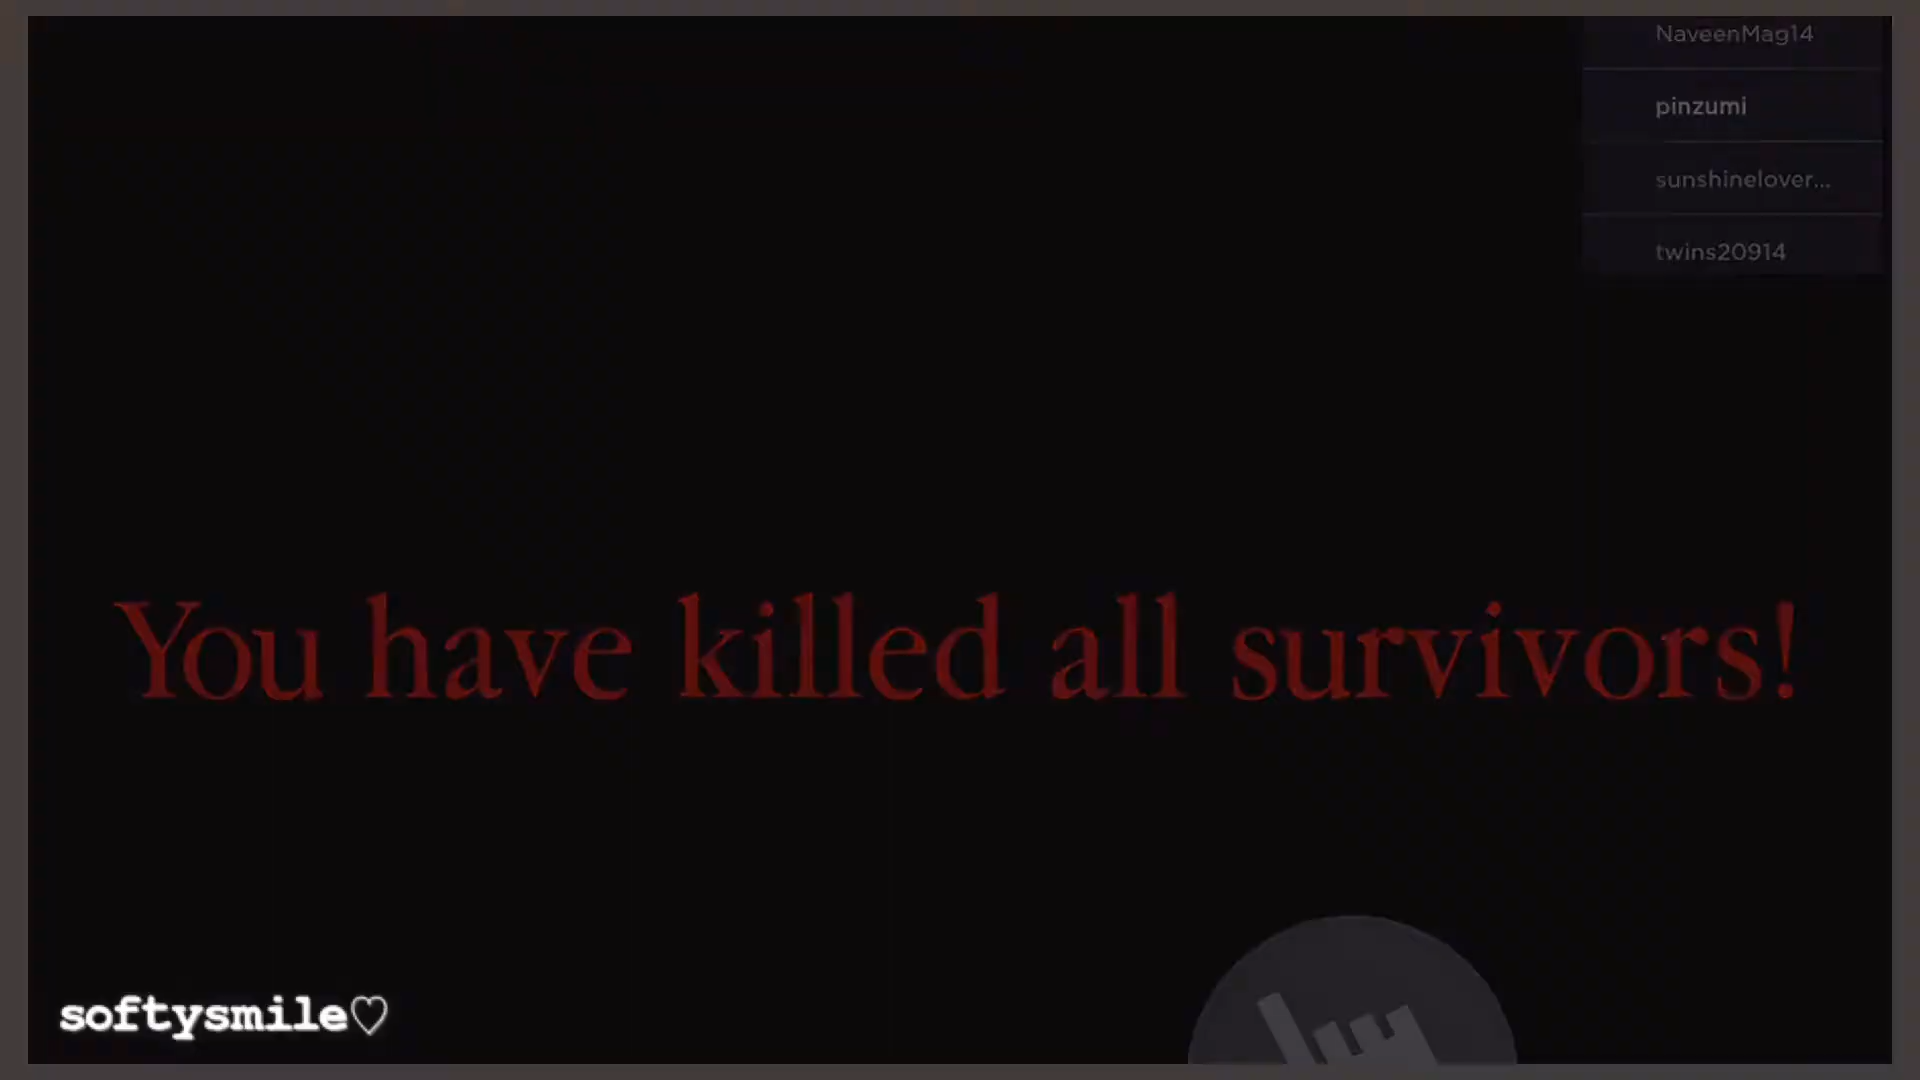 NaveenMag14
pinzumi
sunshinelover...
twins20914
You have killed all survivors!
softysmile♡